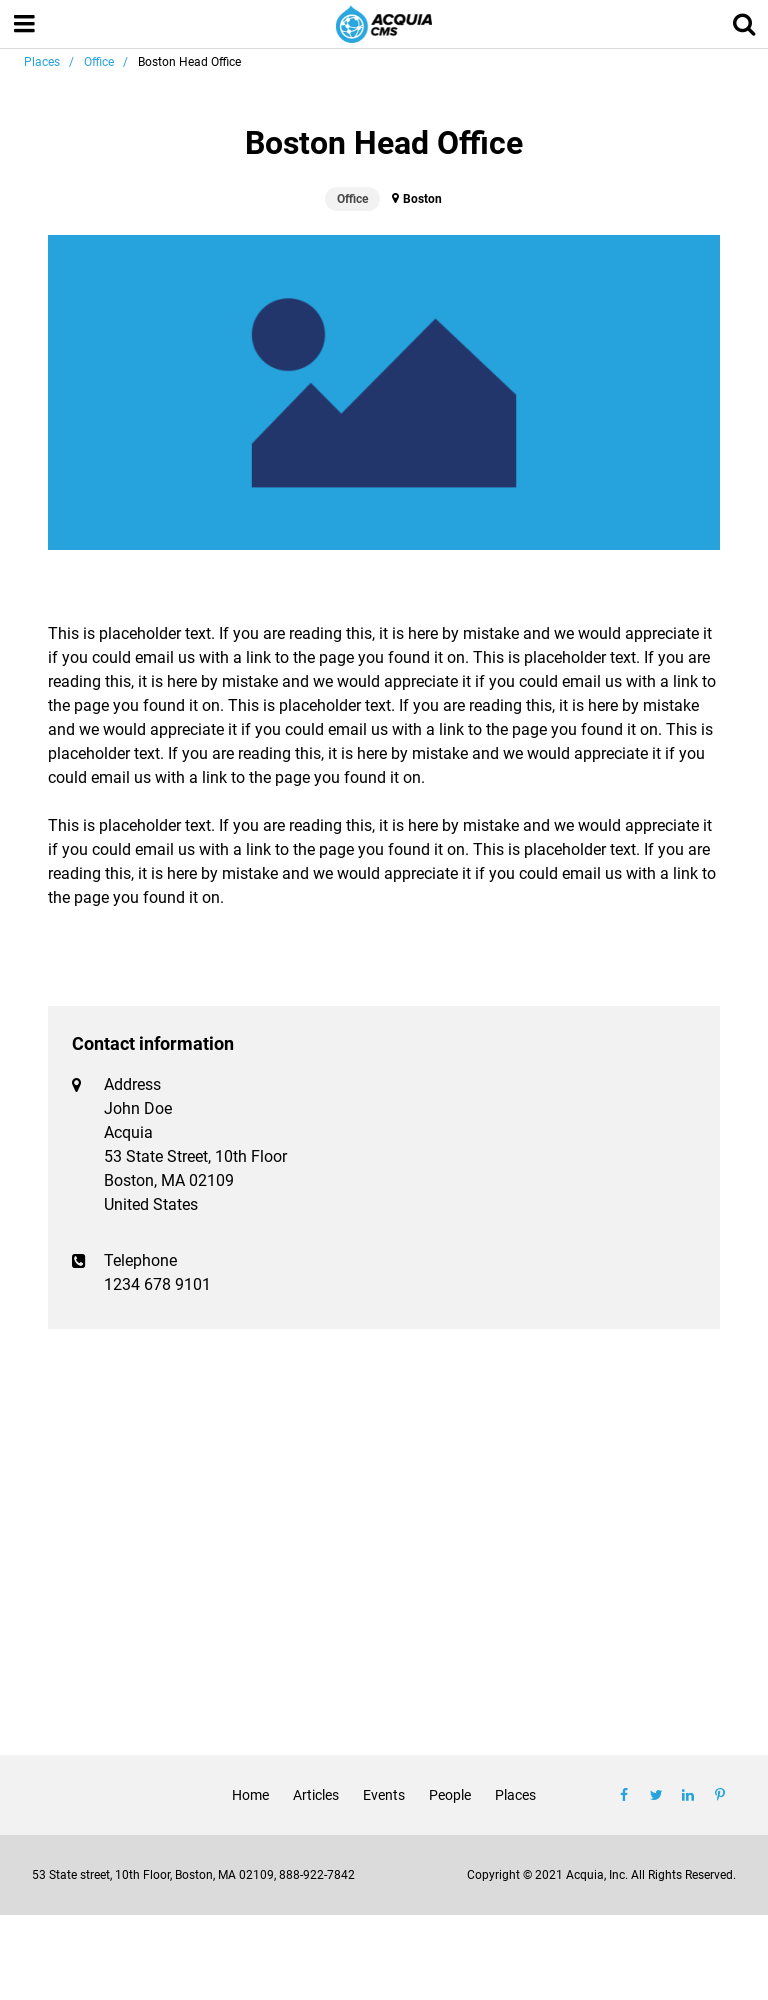 ACQUIA
CMS
Places / Office / Boston Head Office
Boston Head Office
Office Boston
This is placeholder text. If you are reading this, it is here by mistake and we would appreciate it
if you could email us with a link to the page you found it on. This is placeholder text. If you are
reading this, it is here by mistake and we would appreciate it if you could email us with a link to
the page you found it on. This is placeholder text. If you are reading this, it is here by mistake
and we would appreciate it if you could email us with a link to the page you found it on. This is
placeholder text. If you are reading this, it is here by mistake and we would appreciate it if you
could email us with a link to the page you found it on.
This is placeholder text. If you are reading this, it is here by mistake and we would appreciate it
if you could email us with a link to the page you found it on. This is placeholder text. If you are
reading this, it is here by mistake and we would appreciate it if you could email us with a link to
the page you found it on.
Contact information
Address
John Doe
Acquia
53 State Street, 10th Floor
Boston, MA 02109
United States
Telephone
1234 678 9101
Home Articles Events People Places
53 State street, 10th Floor, Boston, MA 02109, 888-922-7842
Copyright © 2021 Acquia, Inc. All Rights Reserved.